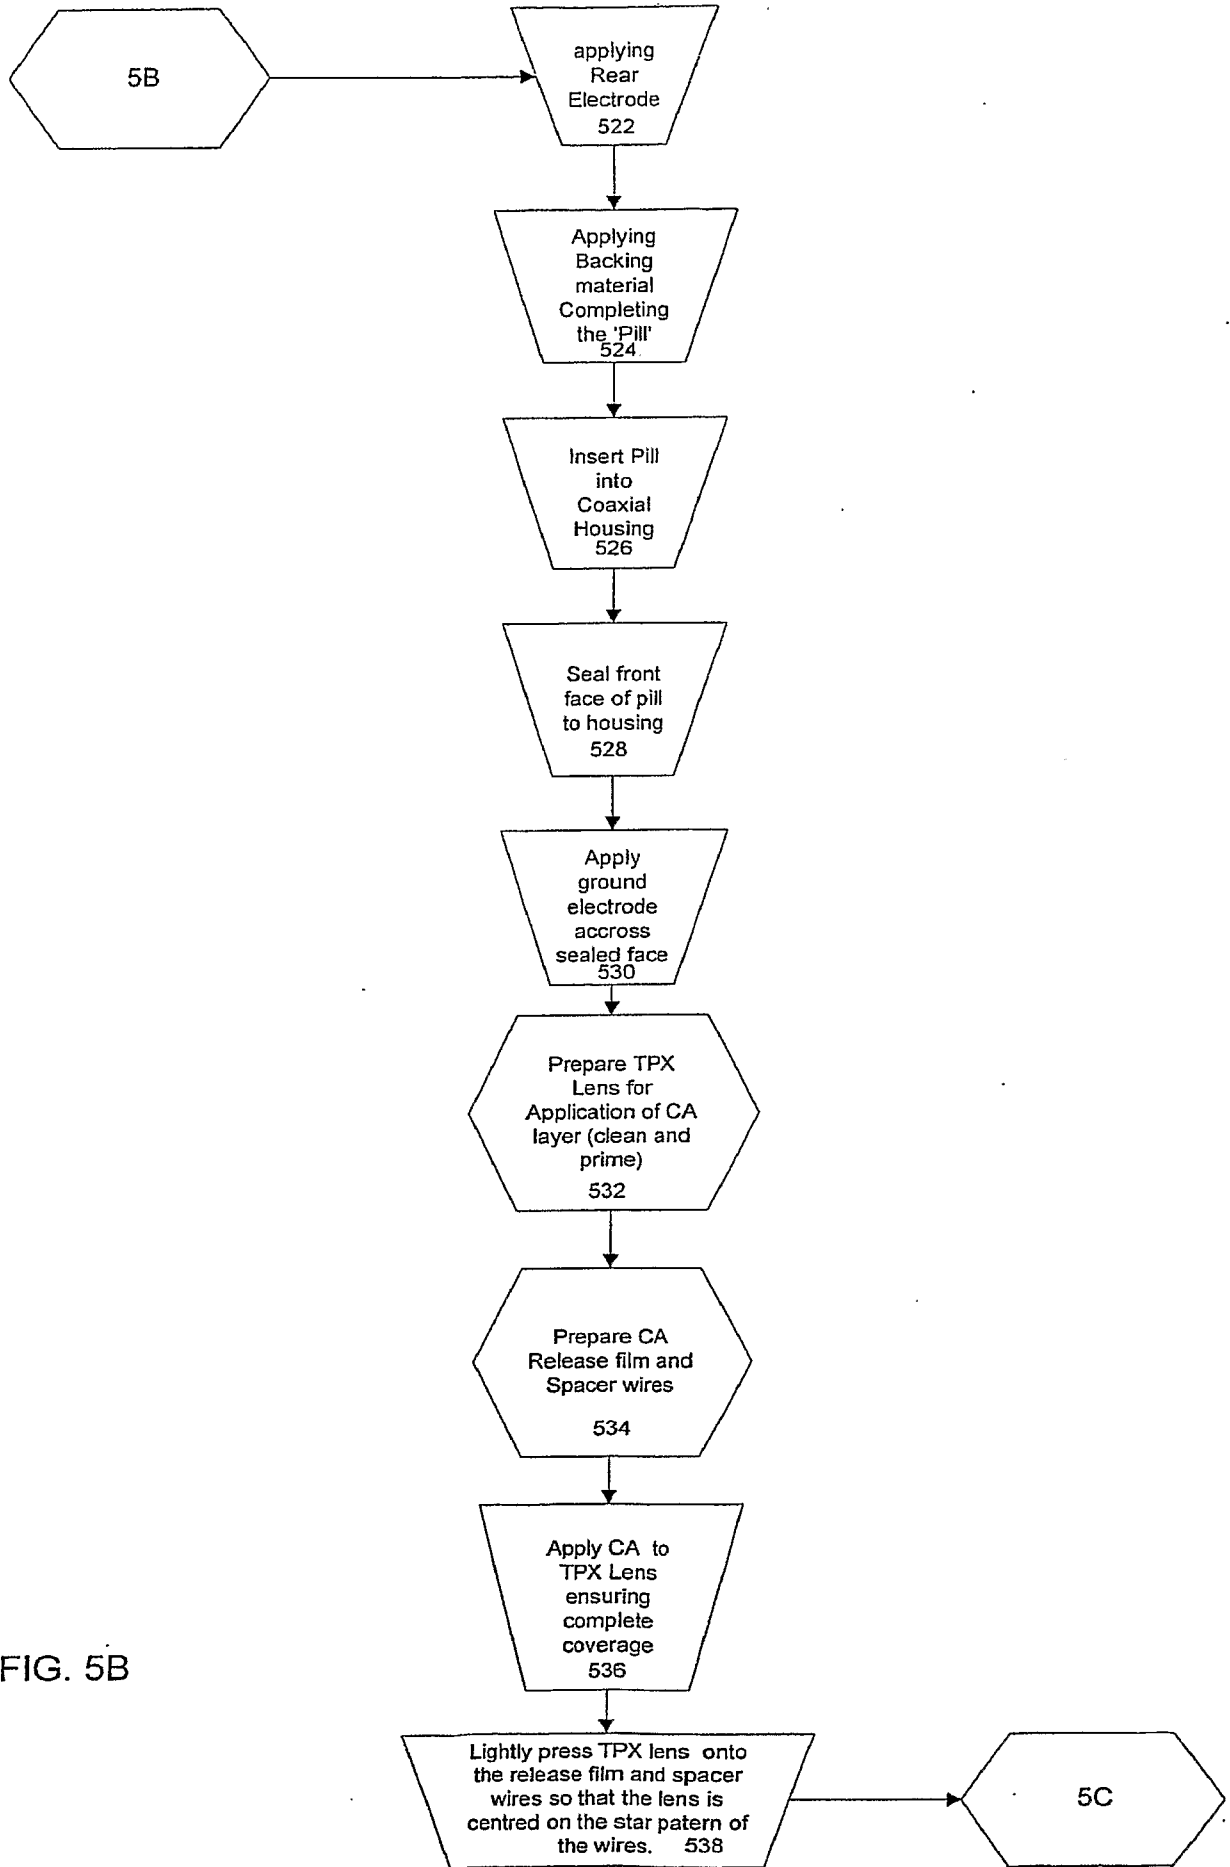 5B
applying
Rear
Electrode
522
Applying
Backing
material
Completing
the 'Pill'
524
Insert Pill
into
Coaxial
Housing
526
Seal front
face of pill
to housing
528
Apply
ground
electrode
accross
sealed face
530
Prepare TPX
Lens for
Application of CA
layer (clean and
prime)
532
Prepare CA
Release film and
Spacer wires
534
Apply CA to
TPX Lens
ensuring
complete
coverage
536
FIG. 5B
Lightly press TPX lens onto
the release film and spacer
wires so that the lens is
centred on the star patern of
the wires. 538
5C